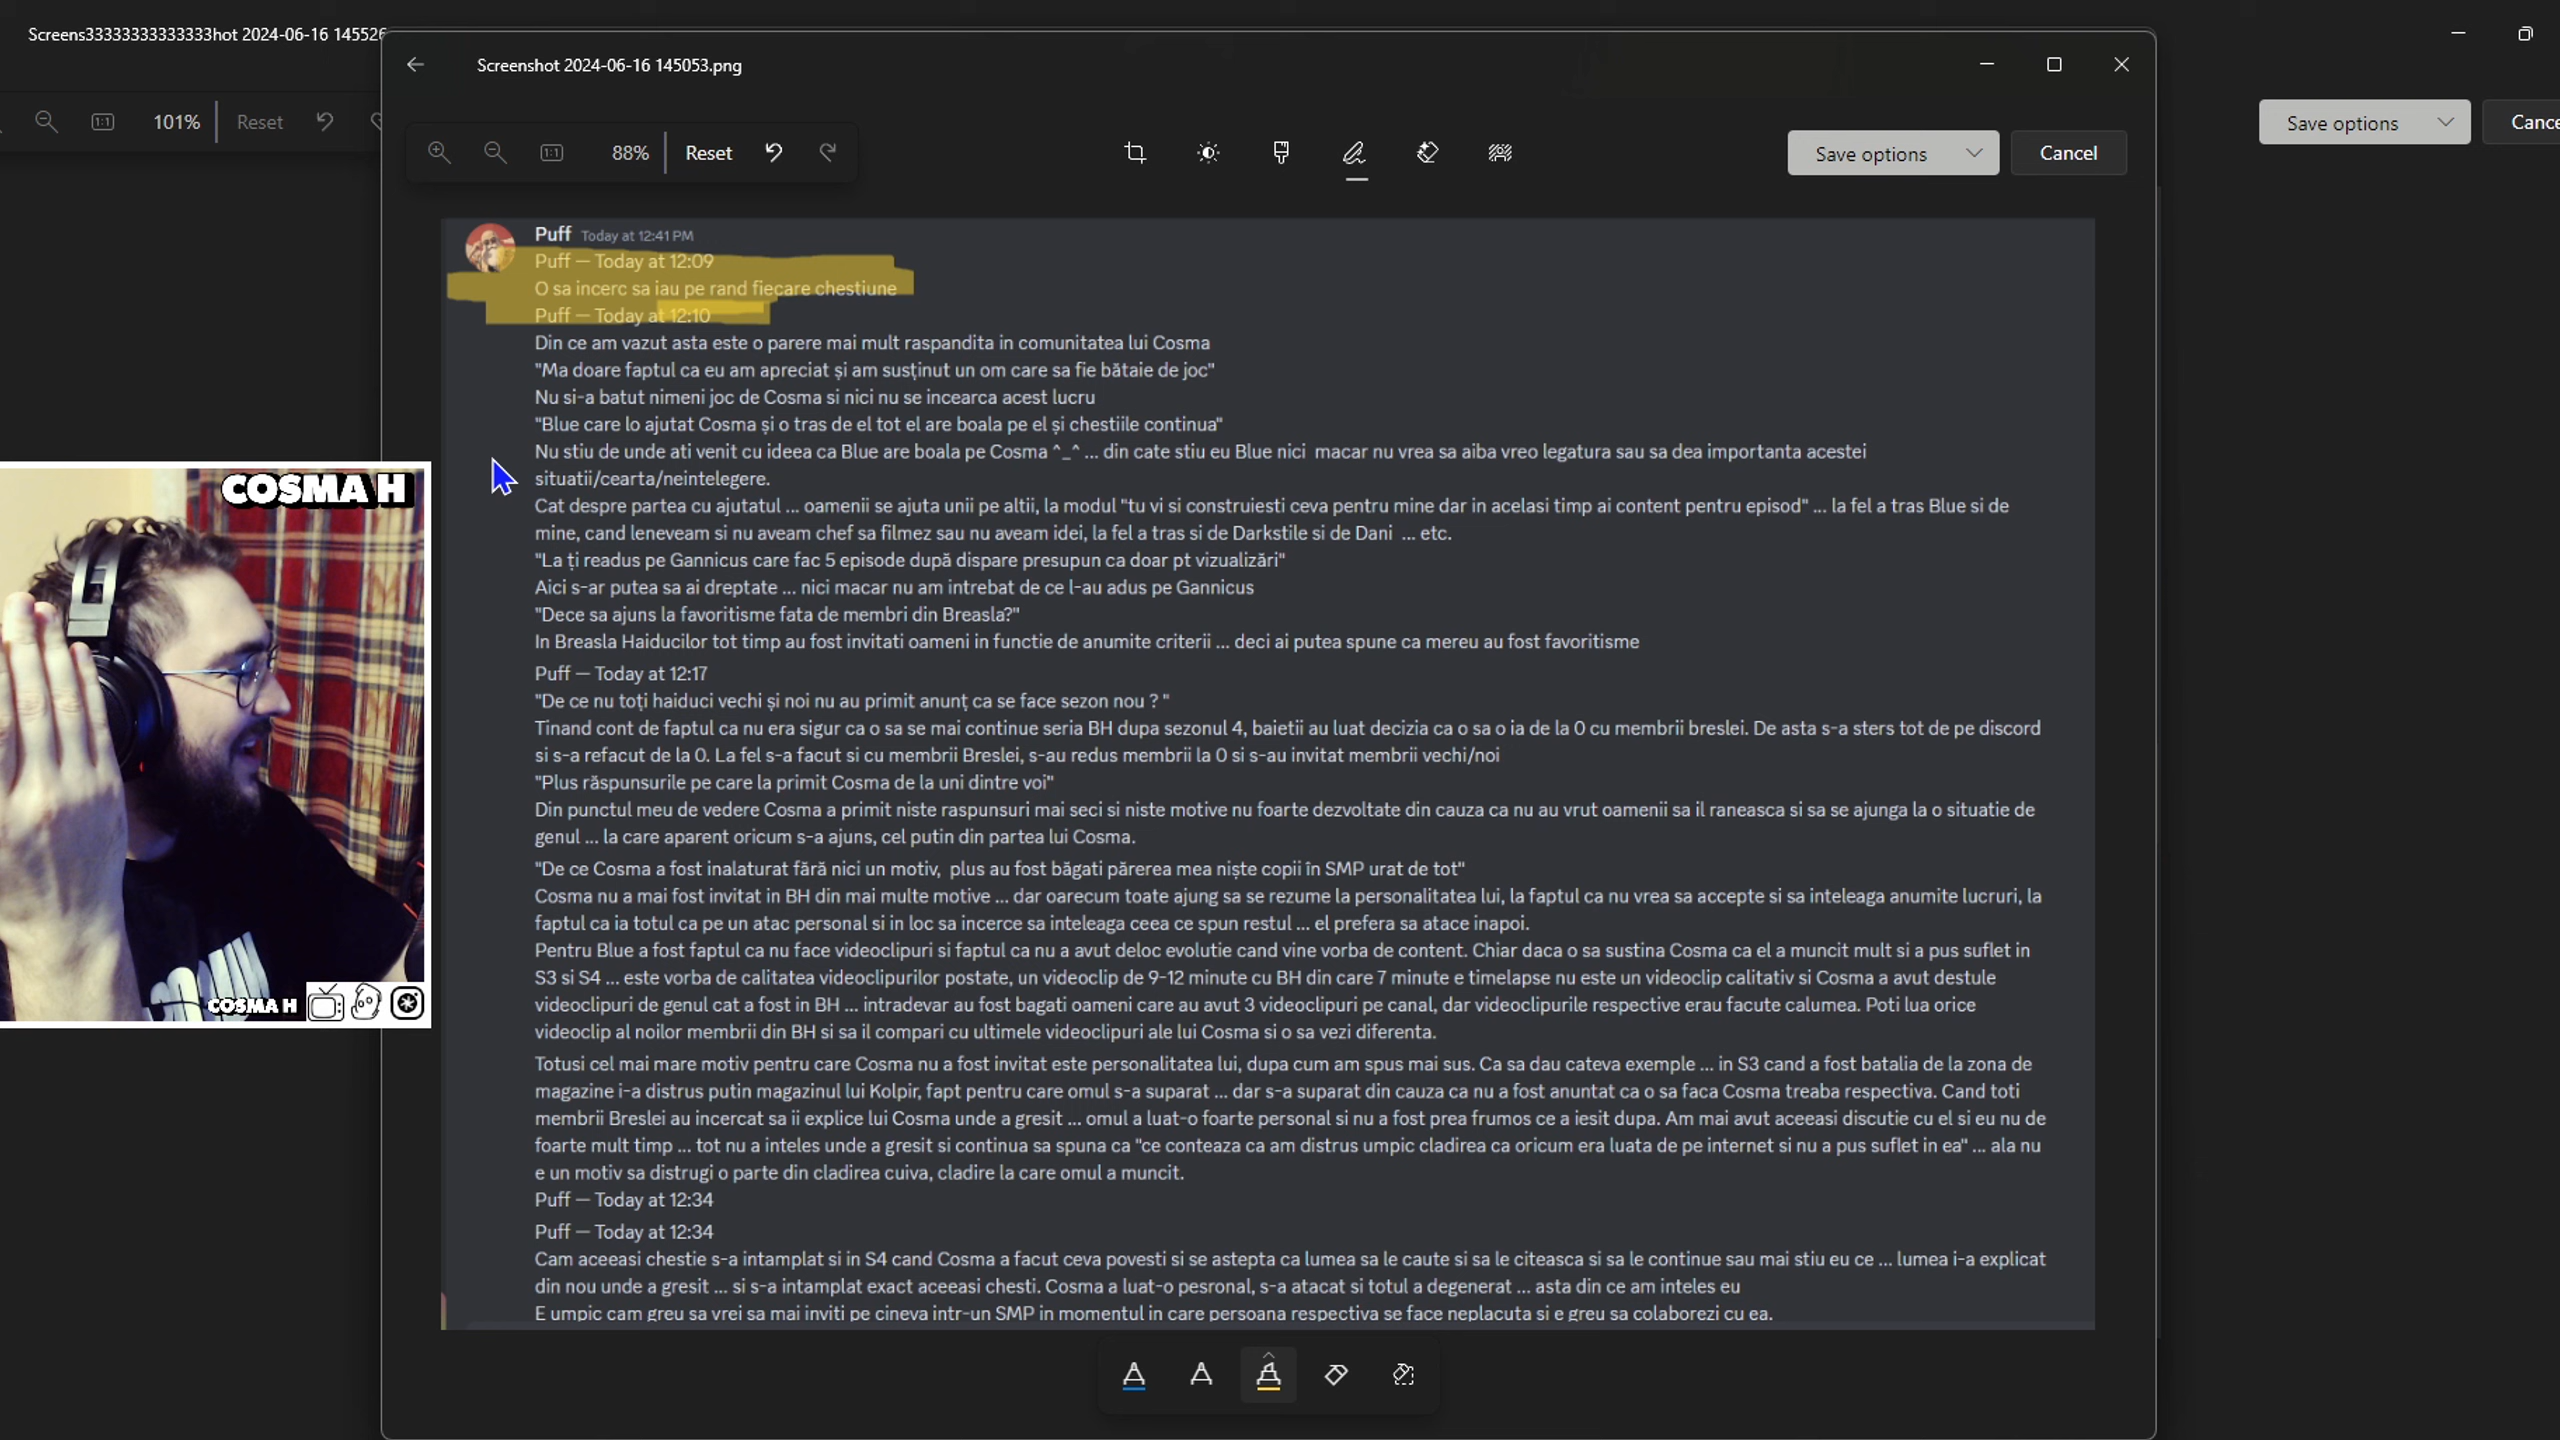 Screens33333333333333hot 2024-06-16 145526
Screenshot 2024-06-16 145053.png
101%
Reset
Save options
Cance
88%
Reset
Save options
Cancel
Puff Today at 12:41 PM
Puff — Today at 12:09
O sa incerc sa iau pe rand fiecare chestiune
Puff — Today at 12:10
Din ce am vazut asta este o parere mai mult raspandita in comunitatea lui Cosma
"Ma doare faptul ca eu am apreciat și am susținut un om care sa fie bătaie de joc"
Nu si-a batut nimeni joc de Cosma si nici nu se incearca acest lucru
"Blue care lo ajutat Cosma și o tras de el tot el are boala pe el și chestiile continua"
Nu stiu de unde ati venit cu ideea ca Blue are boala pe Cosma ^_^ ... din cate stiu eu Blue nici macar nu vrea sa aiba vreo legatura sau sa dea importanta acestei
situatii/cearta/neintelegere.
Cat despre partea cu ajutatul ... oamenii se ajuta unii pe altii, la modul "tu vi si construiesti ceva pentru mine dar in acelasi timp ai content pentru episod" ... la fel a tras Blue si de
mine, cand leneveam si nu aveam chef sa filmez sau nu aveam idei, la fel a tras si de Darkstile si de Dani ... etc.
"La ți readus pe Gannicus care fac 5 episode după dispare presupun ca doar pt vizualizări"
Aici s-ar putea sa ai dreptate ... nici macar nu am intrebat de ce l-au adus pe Gannicus
"Dece sa ajuns la favoritisme fata de membri din Breasla?"
In Breasla Haiducilor tot timp au fost invitati oameni in functie de anumite criterii ... deci ai putea spune ca mereu au fost favoritisme
Puff — Today at 12:17
"De ce nu toți haiduci vechi și noi nu au primit anunț ca se face sezon nou ? "
Tinand cont de faptul ca nu era sigur ca o sa se mai continue seria BH dupa sezonul 4, baietii au luat decizia ca o sa o ia de la 0 cu membrii breslei. De asta s-a sters tot de pe discord
si s-a refacut de la 0. La fel s-a facut si cu membrii Breslei, s-au redus membrii la 0 si s-au invitat membrii vechi/noi
"Plus răspunsurile pe care la primit Cosma de la uni dintre voi"
Din punctul meu de vedere Cosma a primit niste raspunsuri mai seci si niste motive nu foarte dezvoltate din cauza ca nu au vrut oamenii sa il raneasca si sa se ajunga la o situatie de
genul ... la care aparent oricum s-a ajuns, cel putin din partea lui Cosma.
"De ce Cosma a fost inalaturat fără nici un motiv, plus au fost băgati părerea mea niște copii în SMP urat de tot"
Cosma nu a mai fost invitat in BH din mai multe motive ... dar oarecum toate ajung sa se rezume la personalitatea lui, la faptul ca nu vrea sa accepte si sa inteleaga anumite lucruri, la
faptul ca ia totul ca pe un atac personal si in loc sa incerce sa inteleaga ceea ce spun restul ... el prefera sa atace inapoi.
Pentru Blue a fost faptul ca nu face videoclipuri si faptul ca nu a avut deloc evolutie cand vine vorba de content. Chiar daca o sa sustina Cosma ca el a muncit mult si a pus suflet in
S3 si S4 ... este vorba de calitatea videoclipurilor postate, un videoclip de 9-12 minute cu BH din care 7 minute e timelapse nu este un videoclip calitativ si Cosma a avut destule
videoclipuri de genul cat a fost in BH ... intradevar au fost bagati oameni care au avut 3 videoclipuri pe canal, dar videoclipurile respective erau facute calumea. Poti lua orice
videoclip al noilor membrii din BH si sa il compari cu ultimele videoclipuri ale lui Cosma si o sa vezi diferenta.
Totusi cel mai mare motiv pentru care Cosma nu a fost invitat este personalitatea lui, dupa cum am spus mai sus. Ca sa dau cateva exemple ... in S3 cand a fost batalia de la zona de
magazine i-a distrus putin magazinul lui Kolpir, fapt pentru care omul s-a suparat ... dar s-a suparat din cauza ca nu a fost anuntat ca o sa faca Cosma treaba respectiva. Cand toti
membrii Breslei au incercat sa ii explice lui Cosma unde a gresit ... omul a luat-o foarte personal si nu a fost prea frumos ce a iesit dupa. Am mai avut aceeasi discutie cu el si eu nu de
foarte mult timp ... tot nu a inteles unde a gresit si continua sa spuna ca "ce conteaza ca am distrus umpic cladirea ca oricum era luata de pe internet si nu a pus suflet in ea" ... ala nu
e un motiv sa distrugi o parte din cladirea cuiva, cladire la care omul a muncit.
Puff — Today at 12:34
Puff — Today at 12:34
Cam aceeasi chestie s-a intamplat si in S4 cand Cosma a facut ceva povesti si se astepta ca lumea sa le caute si sa le citeasca si sa le continue sau mai stiu eu ce ... lumea i-a explicat
din nou unde a gresit ... si s-a intamplat exact aceeasi chesti. Cosma a luat-o pesronal, s-a atacat si totul a degenerat ... asta din ce am inteles eu
E umpic cam greu sa vrei sa mai inviti pe cineva intr-un SMP in momentul in care persoana respectiva se face neplacuta si e greu sa colaborezi cu ea.
COSMA H
COSMA H